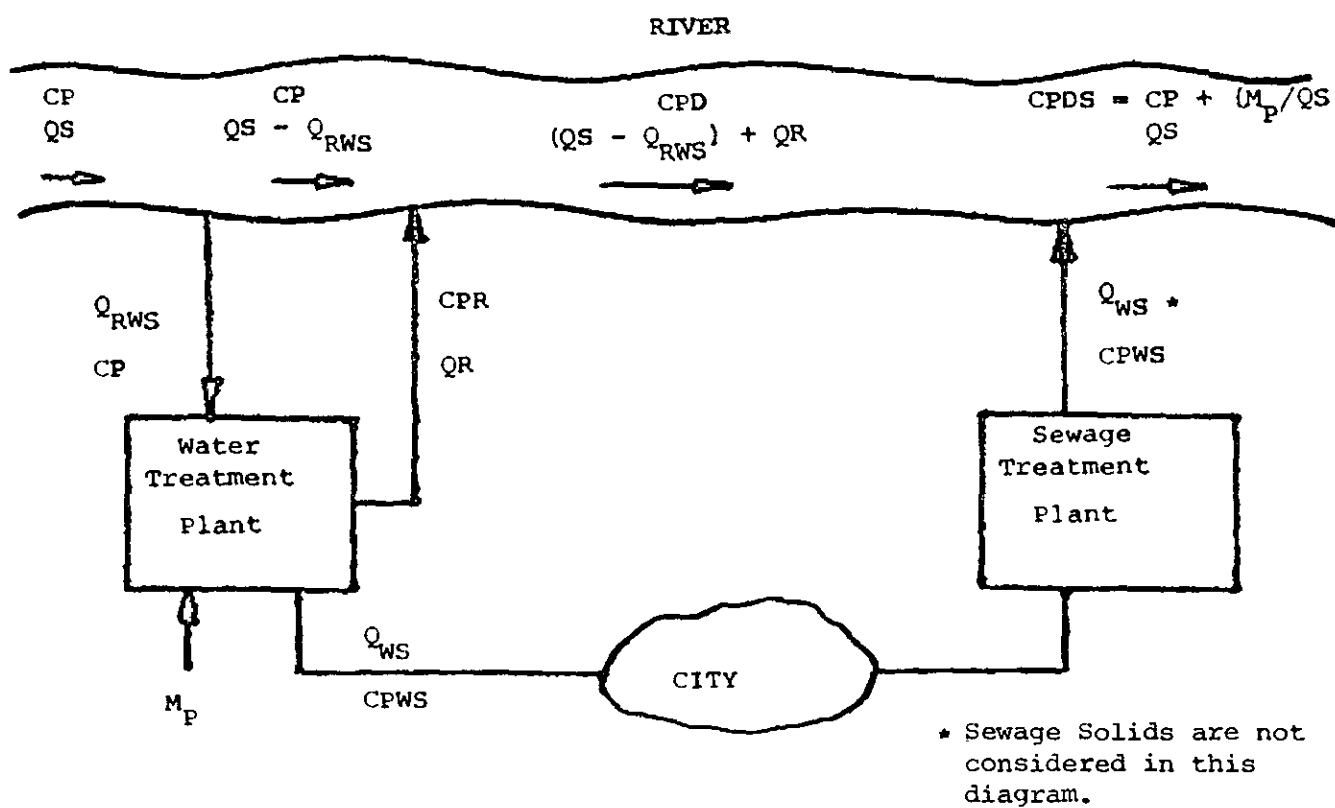 RIVER
CP
QS
CP
QS - Q_RWS
CPD
(QS - Q_RWS) + QR
CPDS = CP + (M_P/QS
QS
Q_RWS
CP
CPR
QR
Q_WS *
CPWS
Water
Treatment
Plant
Sewage
Treatment
Plant
M_P
Q_WS
CPWS
CITY
* Sewage Solids are not
considered in this
diagram.